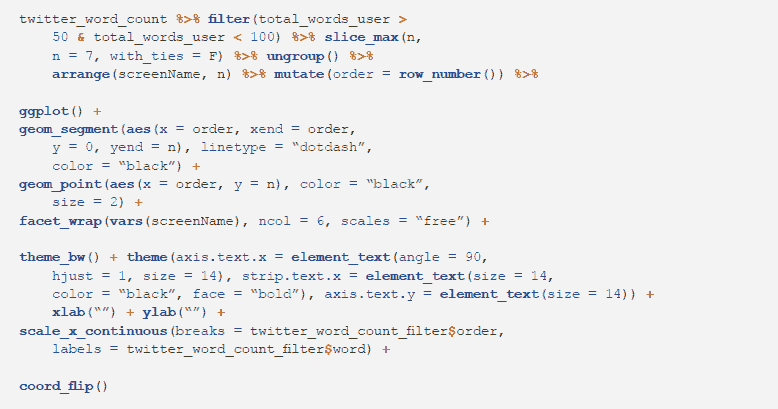 twitter_word_count %>% filter(total_words_user >
50 & total_words_user < 100) %>% slice_max(n,
n = 7, with_ties = F) %>% ungroup() %>%
arrange(screenName, n) %>% mutate(order = row_number()) %>%
ggplot() +
geom_segment(aes(x = order, xend = order,
y = 0, yend = n), linetype = “dotdash”,
color = “black”) +
geom_point(aes(x = order, y = n), color = “black”,
size = 2) +
facet_wrap(vars(screenName), ncol = 6, scales = “free”) +
theme_bw() + theme(axis.text.x = element_text(angle = 90,
hjust = 1, size = 14), strip.text.x = element_text(size = 14,
color = “black”, face = “bold”), axis.text.y = element_text(size = 14)) +
xlab(“”) + ylab(“”) +
scale_x_continuous(breaks = twitter_word_count_filter$order,
labels = twitter_word_count_filter$word) +
coord_flip()